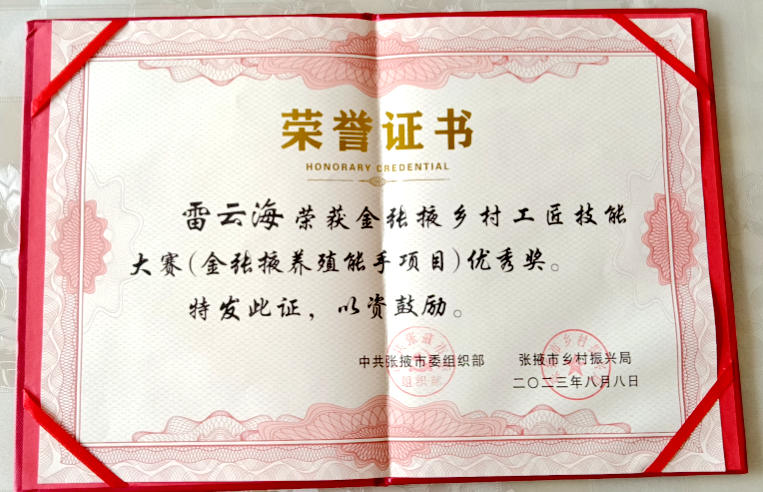 荣誉证书
HONORARY CREDENTIAL
雷云海荣获金张掖乡村工匠技能
大赛(金张掖养殖能手项目)优秀奖。
特发此证，以资鼓励。
中共张掖市委组织部 张掖市乡村振兴局
二〇二三年八月八日
组织部